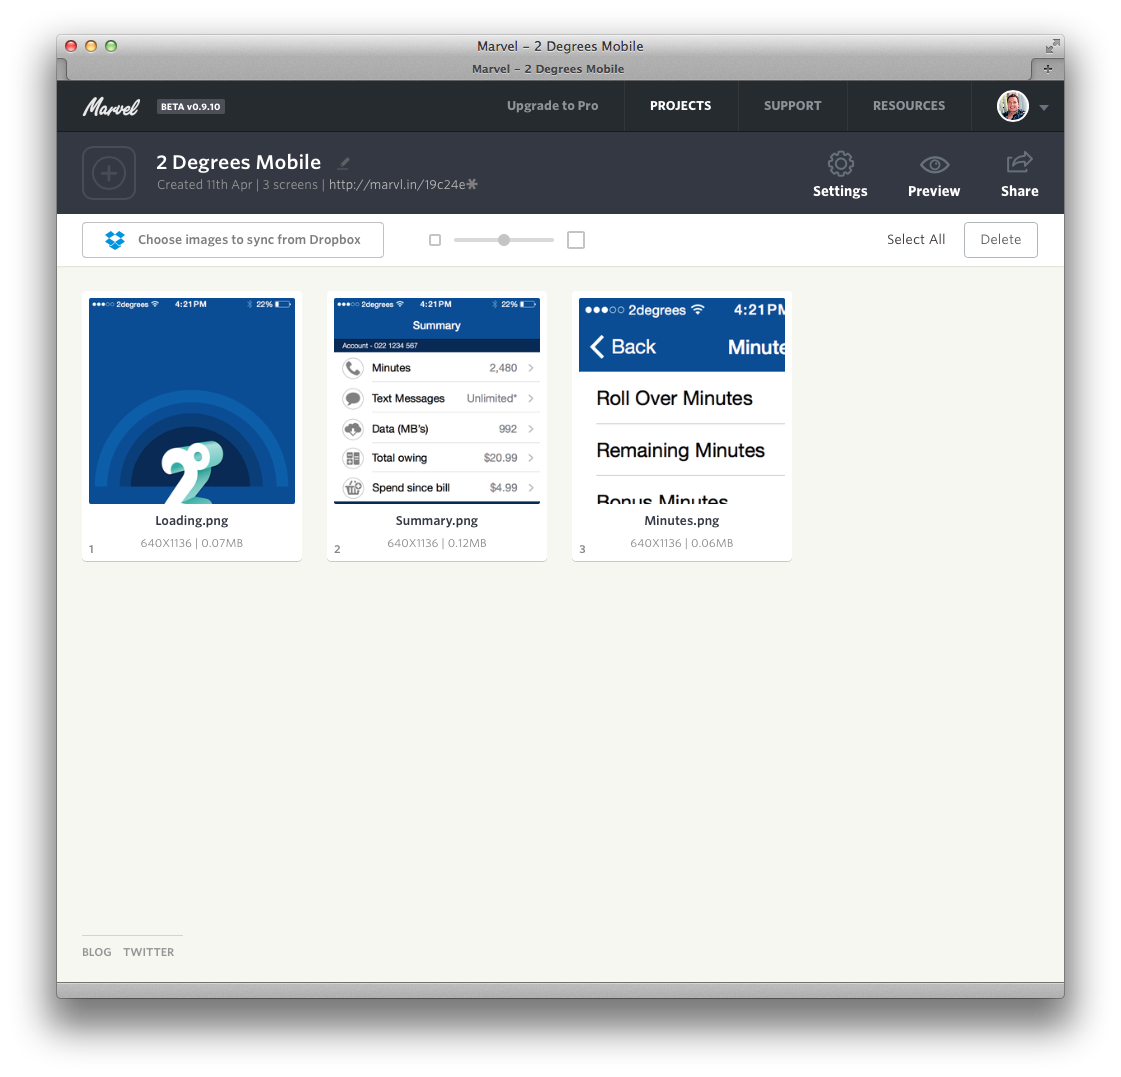 Marvel – 2 Degrees Mobile
Marvel – 2 Degrees Mobile
Marvel BETA v0.9.10 Upgrade to Pro PROJECTS SUPPORT RESOURCES
2 Degrees Mobile
Created 11th Apr | 3 screens | http://marvl.in/19c24e*
Settings Preview Share
Choose images to sync from Dropbox Select All Delete
2degrees 4:21PM 22%
Loading.png
640X1136 | 0.07MB
1
2degrees 4:21PM 22%
Summary
Account - 022 1234 567
Minutes 2,480
Text Messages Unlimited*
Data (MB's) 992
Total owing $20.99
Spend since bill $4.99
Summary.png
640X1136 | 0.12MB
2
2degrees 4:21PM
Back Minute
Roll Over Minutes
Remaining Minutes
Bonus Minutes
Minutes.png
640X1136 | 0.06MB
3
BLOG TWITTER